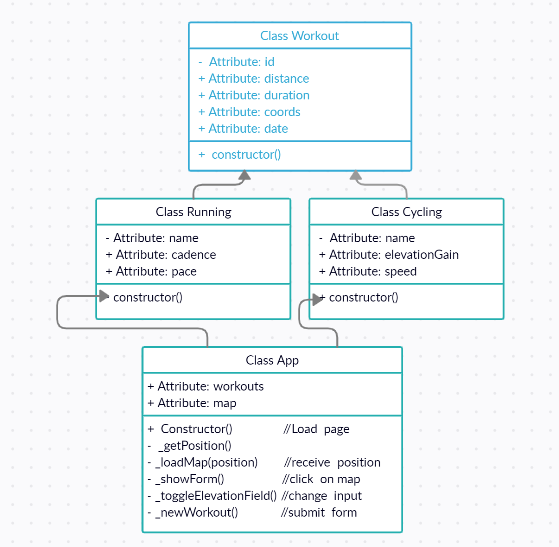 Class Workout
- Attribute: id
+ Attribute: distance
+ Attribute: duration
+ Attribute: coords
+ Attribute: date
+ constructor()
Class Running
- Attribute: name
+ Attribute: cadence
+ Attribute: pace
constructor()
Class Cycling
- Attribute: name
+ Attribute: elevationGain
+ Attribute: speed
+ constructor()
Class App
+ Attribute: workouts
+ Attribute: map
+ Constructor() //Load page
- _getPosition()
- _loadMap(position) //receive position
- _showForm() //click on map
- _toggleElevationField() //change input
- _newWorkout() //submit form